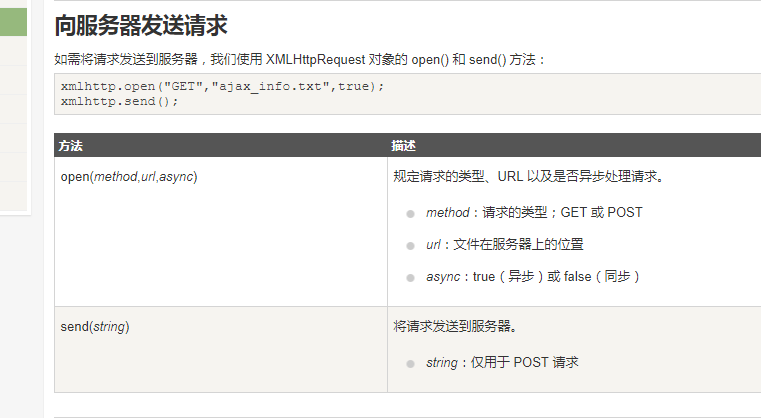 向服务器发送请求
如需将请求发送到服务器，我们使用 XMLHttpRequest 对象的 open() 和 send() 方法：
xmlhttp.open("GET","ajax_info.txt",true);
xmlhttp.send();
方法 描述
open(method,url,async) 规定请求的类型、URL 以及是否异步处理请求。
method：请求的类型；GET 或 POST
url：文件在服务器上的位置
async：true（异步）或 false（同步）
send(string) 将请求发送到服务器。
string：仅用于 POST 请求